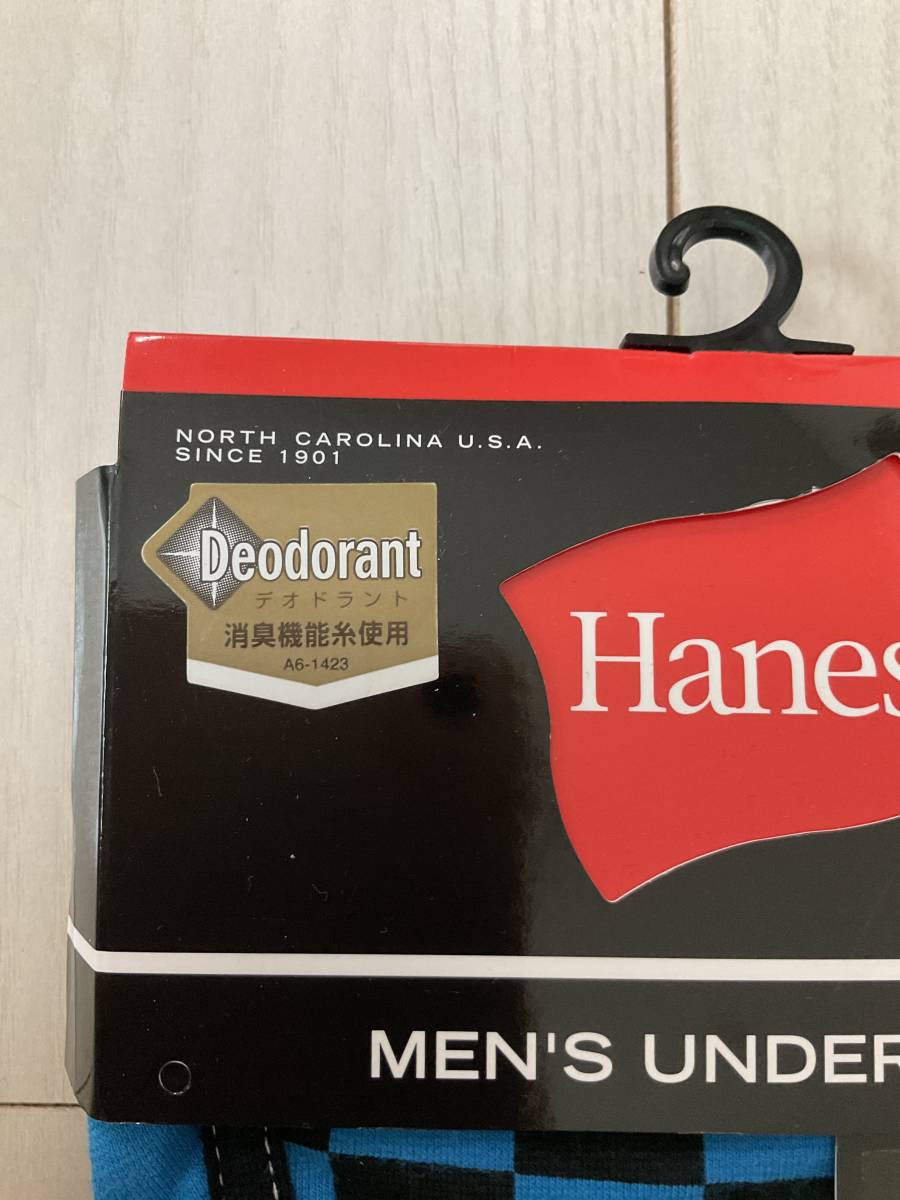 NORTH CAROLINA U.S.A.
SINCE 1901
Deodorant
デオドラント
消臭機能糸使用
A6-1423
Hanes
MEN'S UNDER